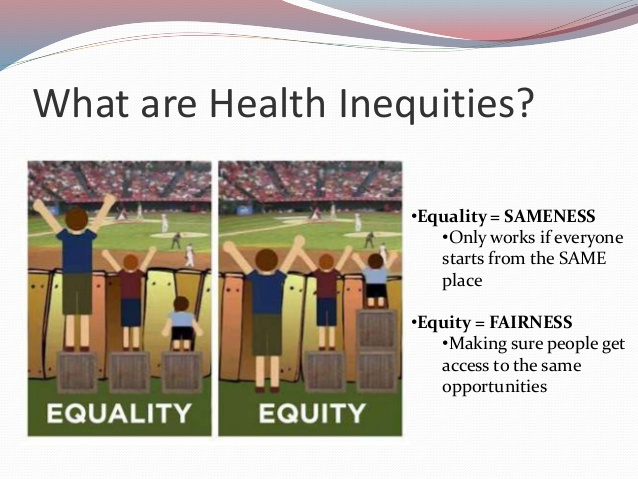 What are Health Inequities?
EQUALITY
EQUITY
•Equality = SAMENESS
•Only works if everyone
starts from the SAME
place
•Equity = FAIRNESS
•Making sure people get
access to the same
opportunities